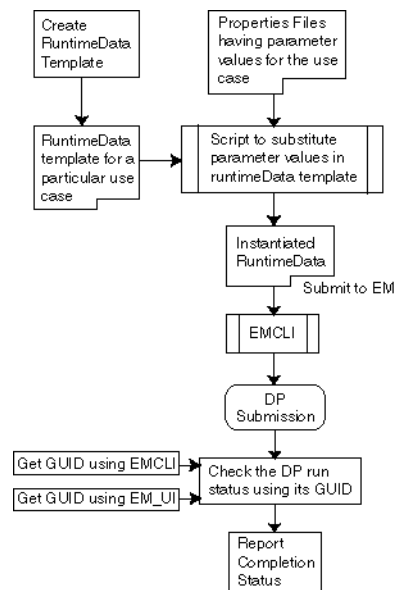 Create
RuntimeData
Template
Properties Files
having parameter
values for the use
case
RuntimeData
template for a
particular use
case
Script to substitute
parameter values in
runtimeData template
Instantiated
RuntimeData
Submit to EM
EMCLI
DP
Submission
Get GUID using EMCLI
Get GUID using EM_UI
Check the DP run
status using its GUID
Report
Completion
Status